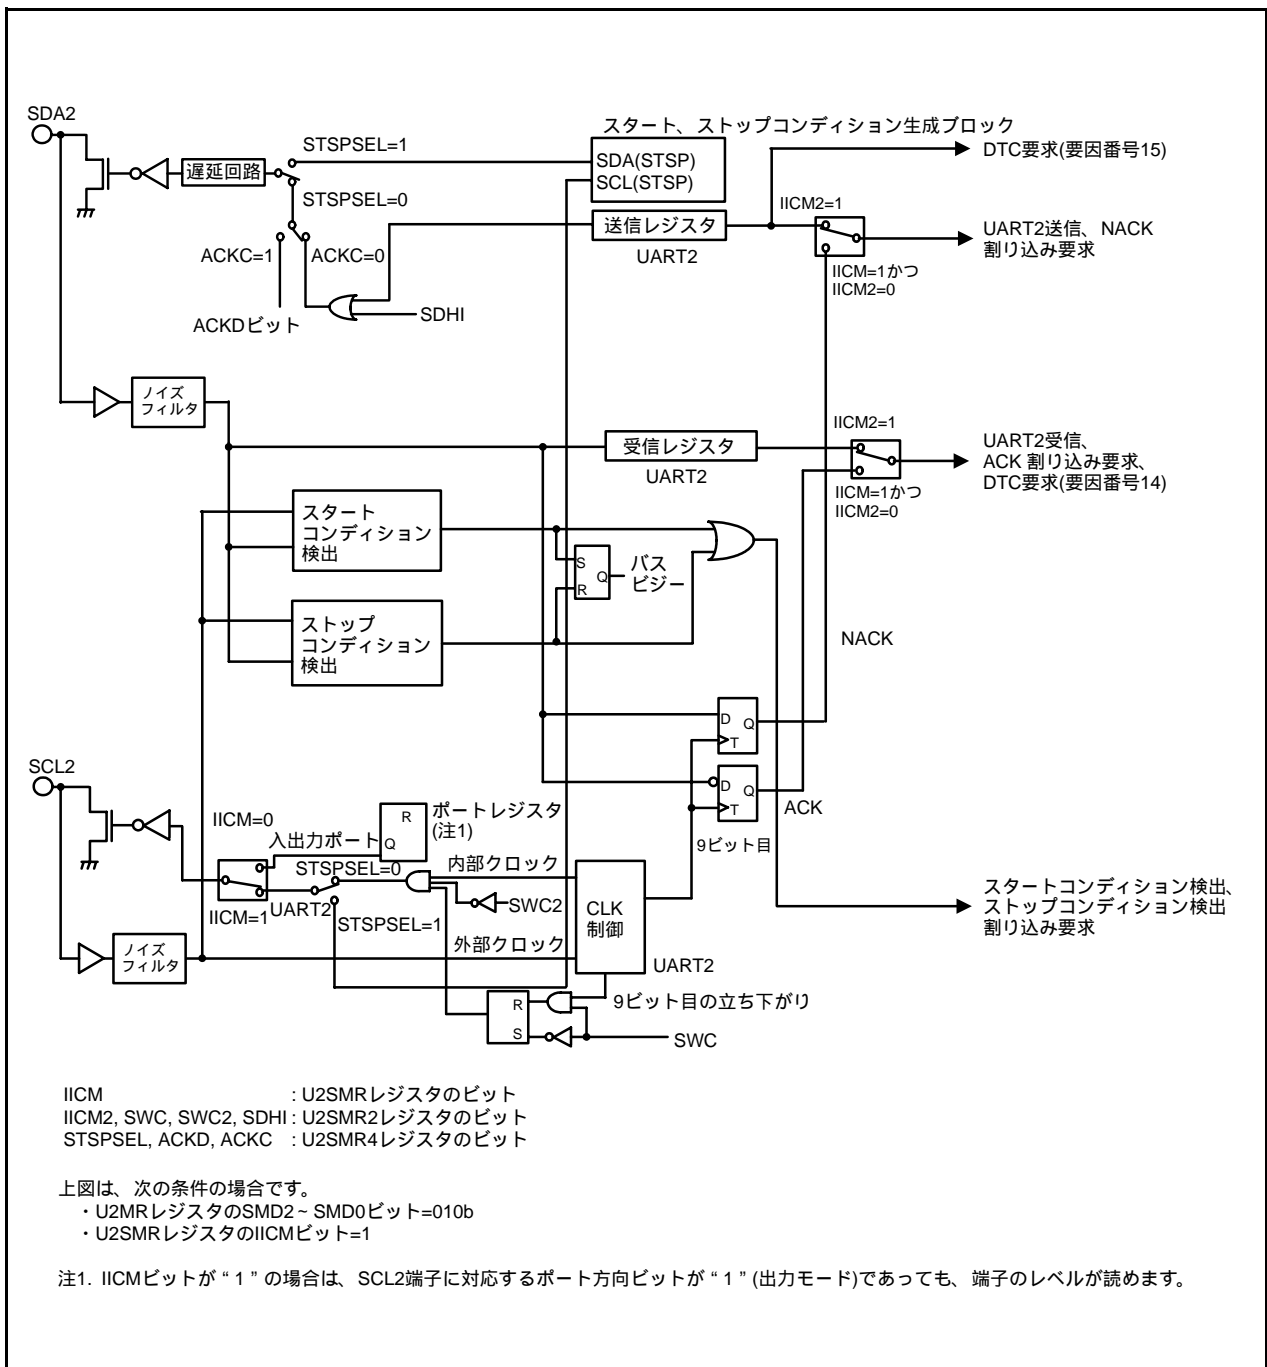 SDA2
スタート、ストップコンディション生成ブロック
STSPSEL=1
SDA(STSP)
SCL(STSP)
DTC要求(要因番号15)
遅延回路
STSPSEL=0
IICM2=1
送信レジスタ
UART2
UART2送信、NACK
割り込み要求
ACKC=1
ACKC=0
IICM=1かつ
IICM2=0
SDHI
ACKDビット
ノイズ
フィルタ
IICM2=1
受信レジスタ
UART2
UART2受信、
ACK 割り込み要求、
DTC要求(要因番号14)
IICM=1かつ
IICM2=0
スタート
コンディション
検出
S
R
Q
バス
ビジー
ストップ
コンディション
検出
NACK
D
Q
T
SCL2
D
Q
T
ACK
9ビット目
IICM=0
入出力ポート
R
Q
ポートレジスタ
(注1)
STSPSEL=0
内部クロック
IICM=1
UART2
SWC2
STSPSEL=1
CLK
制御
外部クロック
UART2
スタートコンディション検出、
ストップコンディション検出
割り込み要求
ノイズ
フィルタ
R
S
9ビット目の立ち下がり
SWC
IICM : U2SMRレジスタのビット
IICM2, SWC, SWC2, SDHI : U2SMR2レジスタのビット
STSPSEL, ACKD, ACKC : U2SMR4レジスタのビット
上図は、次の条件の場合です。
・U2MRレジスタのSMD2~SMD0ビット=010b
・U2SMRレジスタのIICMビット=1
注1. IICMビットが“1”の場合は、SCL2端子に対応するポート方向ビットが“1”(出力モード)であっても、端子のレベルが読めます。